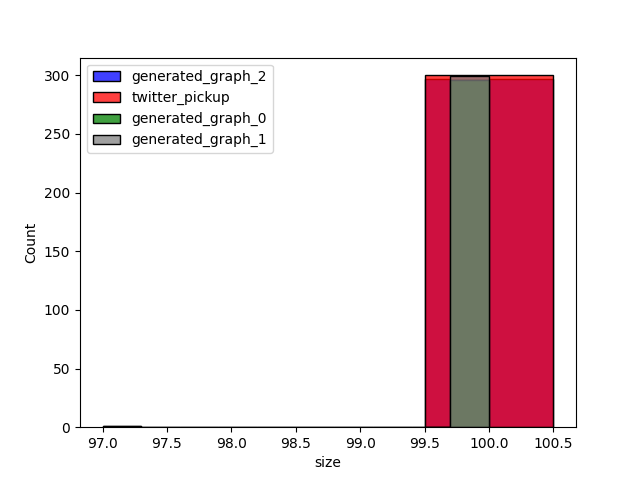 generated_graph_2
twitter_pickup
generated_graph_0
generated_graph_1
Count
300
250
200
150
100
50
0
97.0 97.5 98.0 98.5 99.0 99.5 100.0 100.5
size